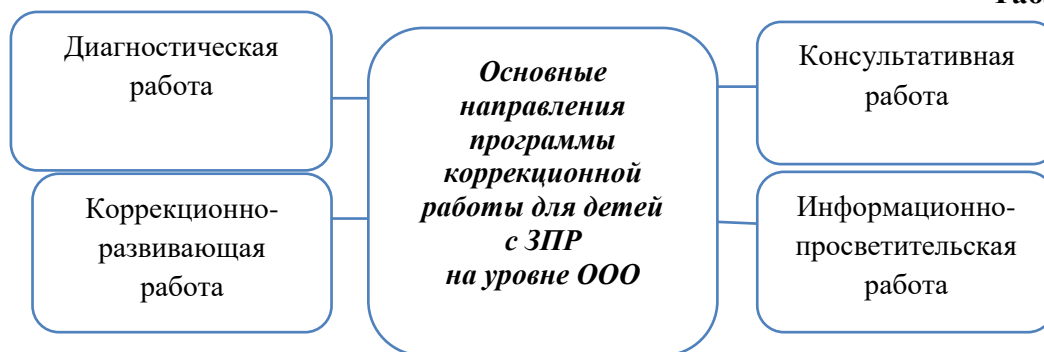 Диагностическая
работа
Коррекционно-
развивающая
работа
Основные
направления
программы
коррекционной
работы для детей
с ЗПР
на уровне ООО
Консультативная
работа
Информационно-
просветительская
работа